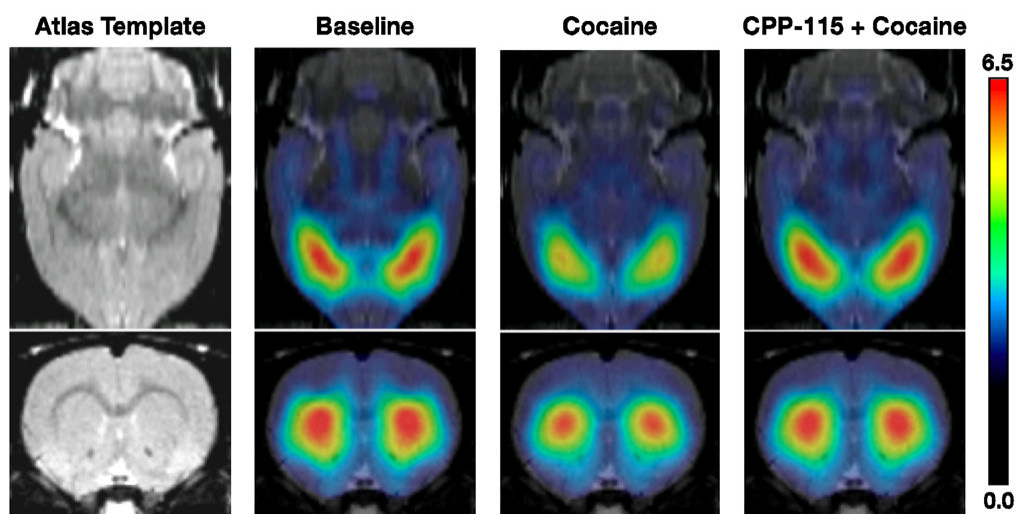 Atlas Template
Baseline
Cocaine
CPP-115 + Cocaine
6.5
0.0